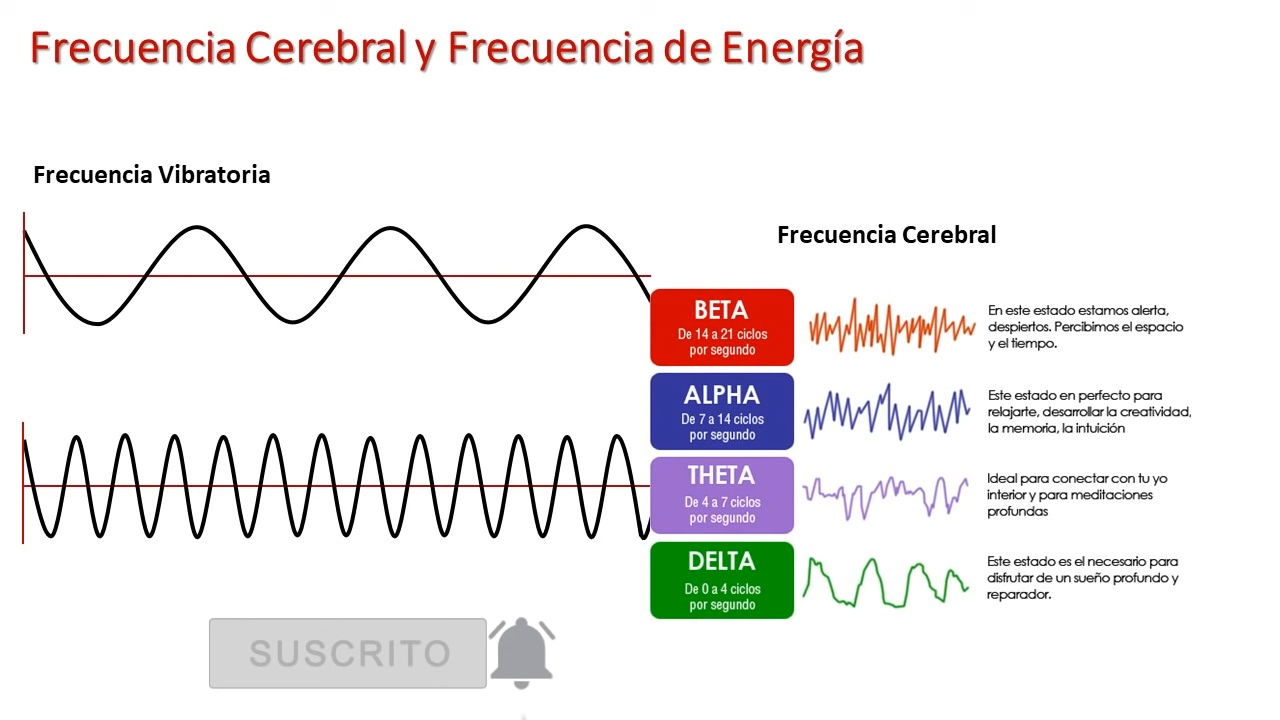 Frecuencia Cerebral y Frecuencia de Energía
Frecuencia Vibratoria
Frecuencia Cerebral
BETA
De 14 a 21 ciclos
por segundo
En este estado estamos alerta,
despiertos. Percibimos el espacio
y el tiempo.
ALPHA
De 7 a 14 ciclos
por segundo
Este estado en perfecto para
relajarte, desarrollar la creatividad,
la memoria, la intuición
THETA
De 4 a 7 ciclos
por segundo
Ideal para conectar con tu yo
interior y para meditaciones
profundas
DELTA
De 0 a 4 ciclos
por segundo
Este estado es el necesario para
disfrutar de un sueño profundo y
reparador.
SUSCRITO